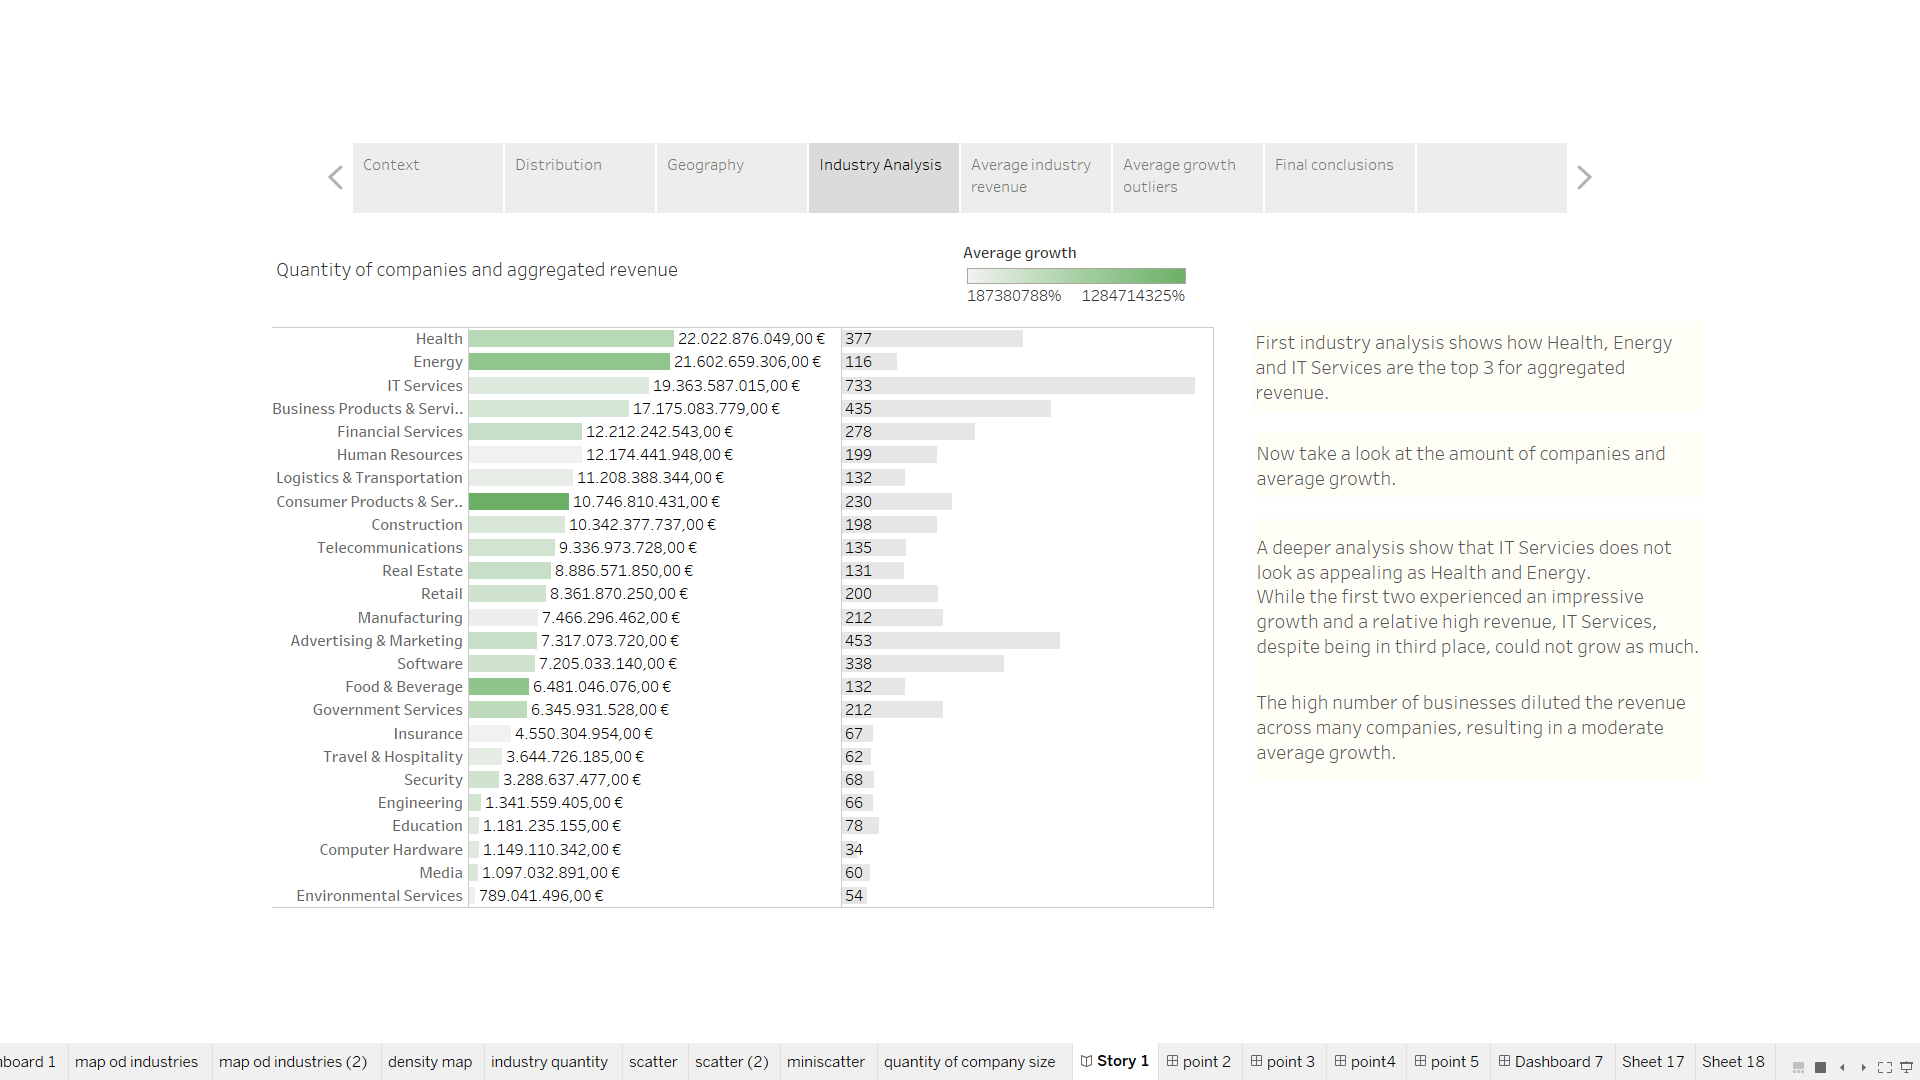 Context
Distribution
Geography
Industry Analysis
Average industry
revenue
Average growth
outliers
Final conclusions
Quantity of companies and aggregated revenue
Average growth
187380788% 1284714325%
Health 22.022.876.049,00 € 377
Energy 21.602.659.306,00 € 116
IT Services 19.363.587.015,00 € 733
Business Products & Servi.. 17.175.083.779,00 € 435
Financial Services 12.212.242.543,00 € 278
Human Resources 12.174.441.948,00 € 199
Logistics & Transportation 11.208.388.344,00 € 132
Consumer Products & Ser.. 10.746.810.431,00 € 230
Construction 10.342.377.737,00 € 198
Telecommunications 9.336.973.728,00 € 135
Real Estate 8.886.571.850,00 € 131
Retail 8.361.870.250,00 € 200
Manufacturing 7.466.296.462,00 € 212
Advertising & Marketing 7.317.073.720,00 € 453
Software 7.205.033.140,00 € 338
Food & Beverage 6.481.046.076,00 € 132
Government Services 6.345.931.528,00 € 212
Insurance 4.550.304.954,00 € 67
Travel & Hospitality 3.644.726.185,00 € 62
Security 3.288.637.477,00 € 68
Engineering 1.341.559.405,00 € 66
Education 1.181.235.155,00 € 78
Computer Hardware 1.149.110.342,00 € 34
Media 1.097.032.891,00 € 60
Environmental Services 789.041.496,00 € 54
First industry analysis shows how Health, Energy
and IT Services are the top 3 for aggregated
revenue.
Now take a look at the amount of companies and
average growth.
A deeper analysis show that IT Servicies does not
look as appealing as Health and Energy.
While the first two experienced an impressive
growth and a relative high revenue, IT Services,
despite being in third place, could not grow as much.
The high number of businesses diluted the revenue
across many companies, resulting in a moderate
average growth.
nboard 1 map od industries map od industries (2) density map industry quantity scatter scatter (2) miniscatter quantity of company size Story 1 point 2 point 3 point4 point 5 Dashboard 7 Sheet 17 Sheet 18